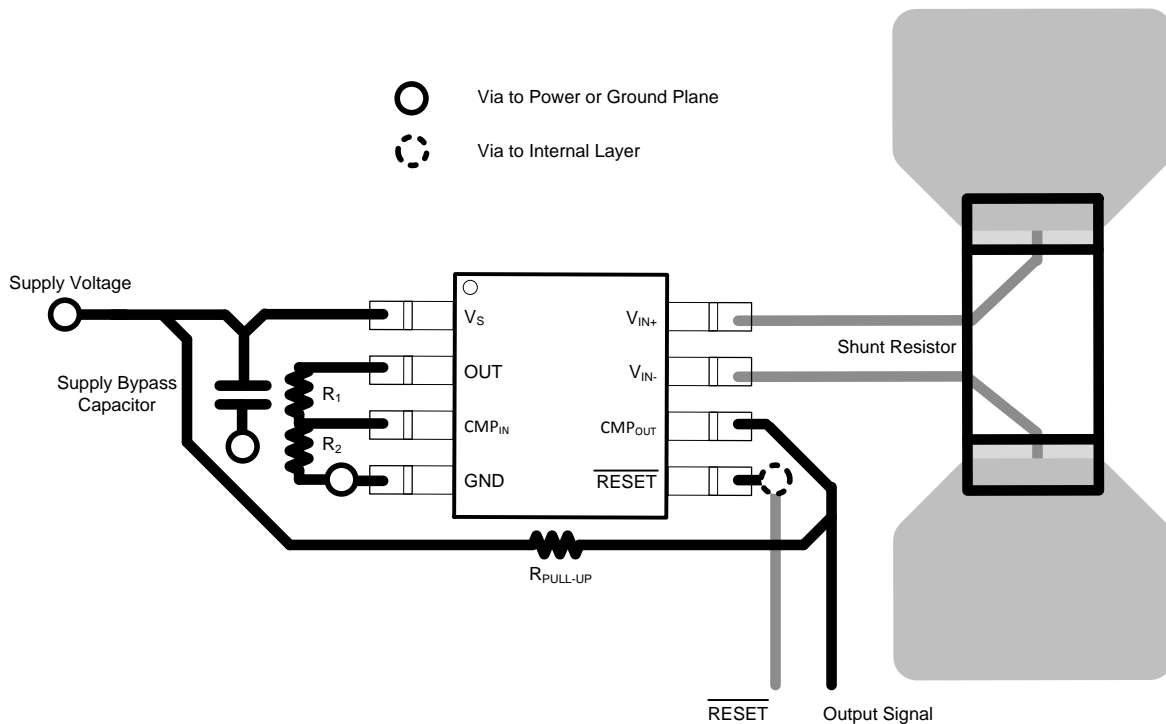 Via to Power or Ground Plane
Via to Internal Layer
Supply Voltage
Supply Bypass
Capacitor
R1
R2
VS
OUT
CMPIN
GND
VIN+
VIN-
CMPOUT
RESET
Shunt Resistor
RPULL-UP
RESET
Output Signal